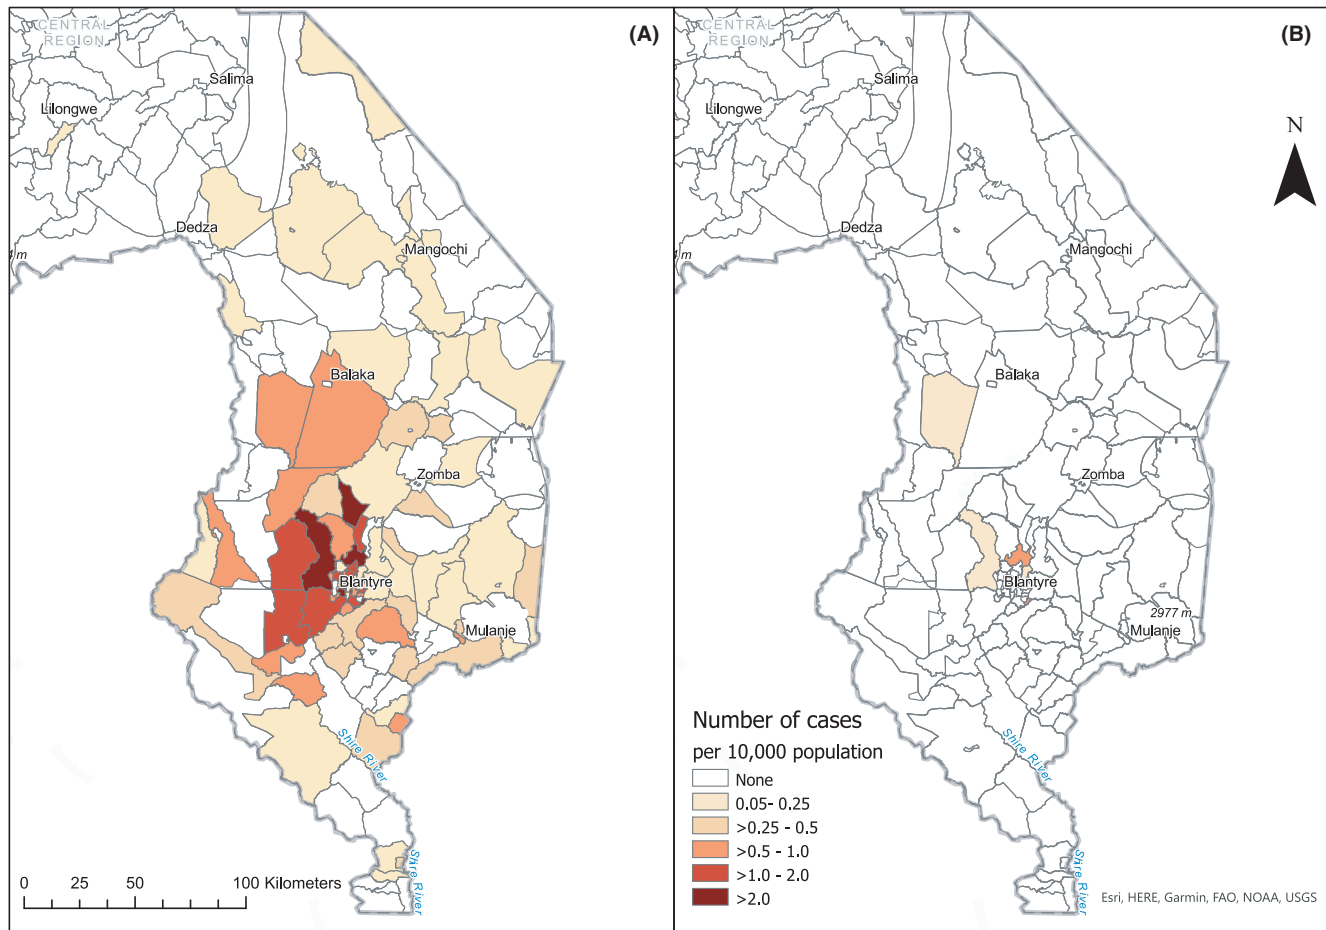 CENTRAL
REGION
(A)
Salima
Lilongwe
Dedza
Mangochi
4 m
Balaka
Zomba
Blantyre
Mulanje
Shire River
Shire River
0 25 50 100 Kilometers
CENTRAL
REGION
(B)
Salima
Lilongwe
N
Dedza
Mangochi
4 m
Balaka
Zomba
Blantyre
2977 m
Mulanje
Shire River
Shire River
Number of cases
per 10,000 population
None
0.05- 0.25
>0.25 - 0.5
>0.5 - 1.0
>1.0 - 2.0
>2.0
Esri, HERE, Garmin, FAO, NOAA, USGS